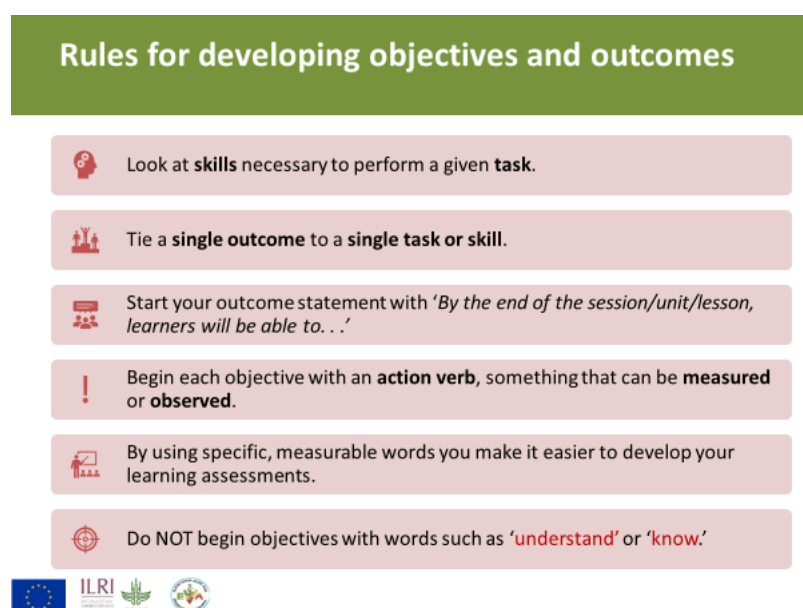 Rules for developing objectives and outcomes
Look at skills necessary to perform a given task.
Tie a single outcome to a single task or skill.
Start your outcome statement with ‘By the end of the session/unit/lesson,
learners will be able to. . .’
Begin each objective with an action verb, something that can be measured
or observed.
By using specific, measurable words you make it easier to develop your
learning assessments.
Do NOT begin objectives with words such as ‘understand’ or ‘know.’
ILRI